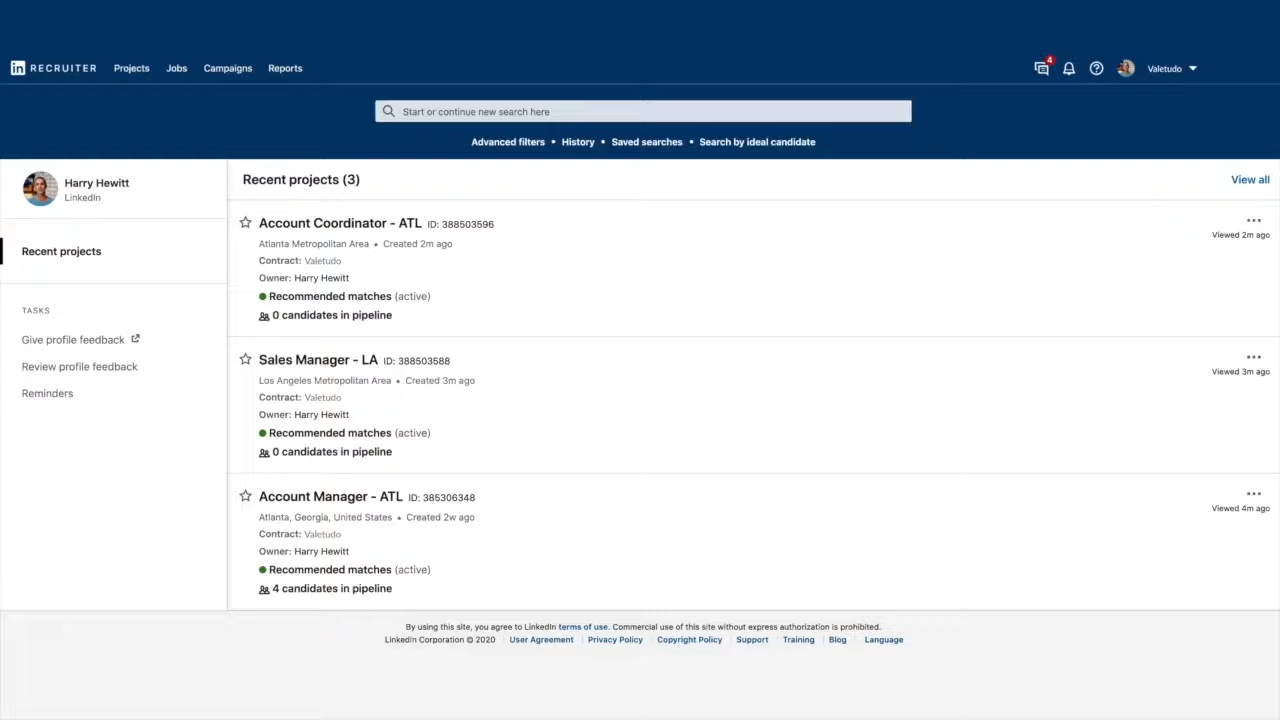 in RECRUITER Projects Jobs Campaigns Reports 4 Valetudo
Start or continue new search here
Advanced filters • History • Saved searches • Search by ideal candidate
Harry Hewitt
LinkedIn
Recent projects
TASKS
Give profile feedback
Review profile feedback
Reminders
Recent projects (3) View all
Account Coordinator - ATL ID: 388503596
Viewed 2m ago
Atlanta Metropolitan Area • Created 2m ago
Contract: Valetudo
Owner: Harry Hewitt
Recommended matches (active)
0 candidates in pipeline
Sales Manager - LA ID: 388503588
Viewed 3m ago
Los Angeles Metropolitan Area • Created 3m ago
Contract: Valetudo
Owner: Harry Hewitt
Recommended matches (active)
0 candidates in pipeline
Account Manager - ATL ID: 385306348
Viewed 4m ago
Atlanta, Georgia, United States • Created 2w ago
Contract: Valetudo
Owner: Harry Hewitt
Recommended matches (active)
4 candidates in pipeline
By using this site, you agree to LinkedIn terms of use. Commercial use of this site without express authorization is prohibited.
LinkedIn Corporation © 2020 User Agreement Privacy Policy Copyright Policy Support Training Blog Language